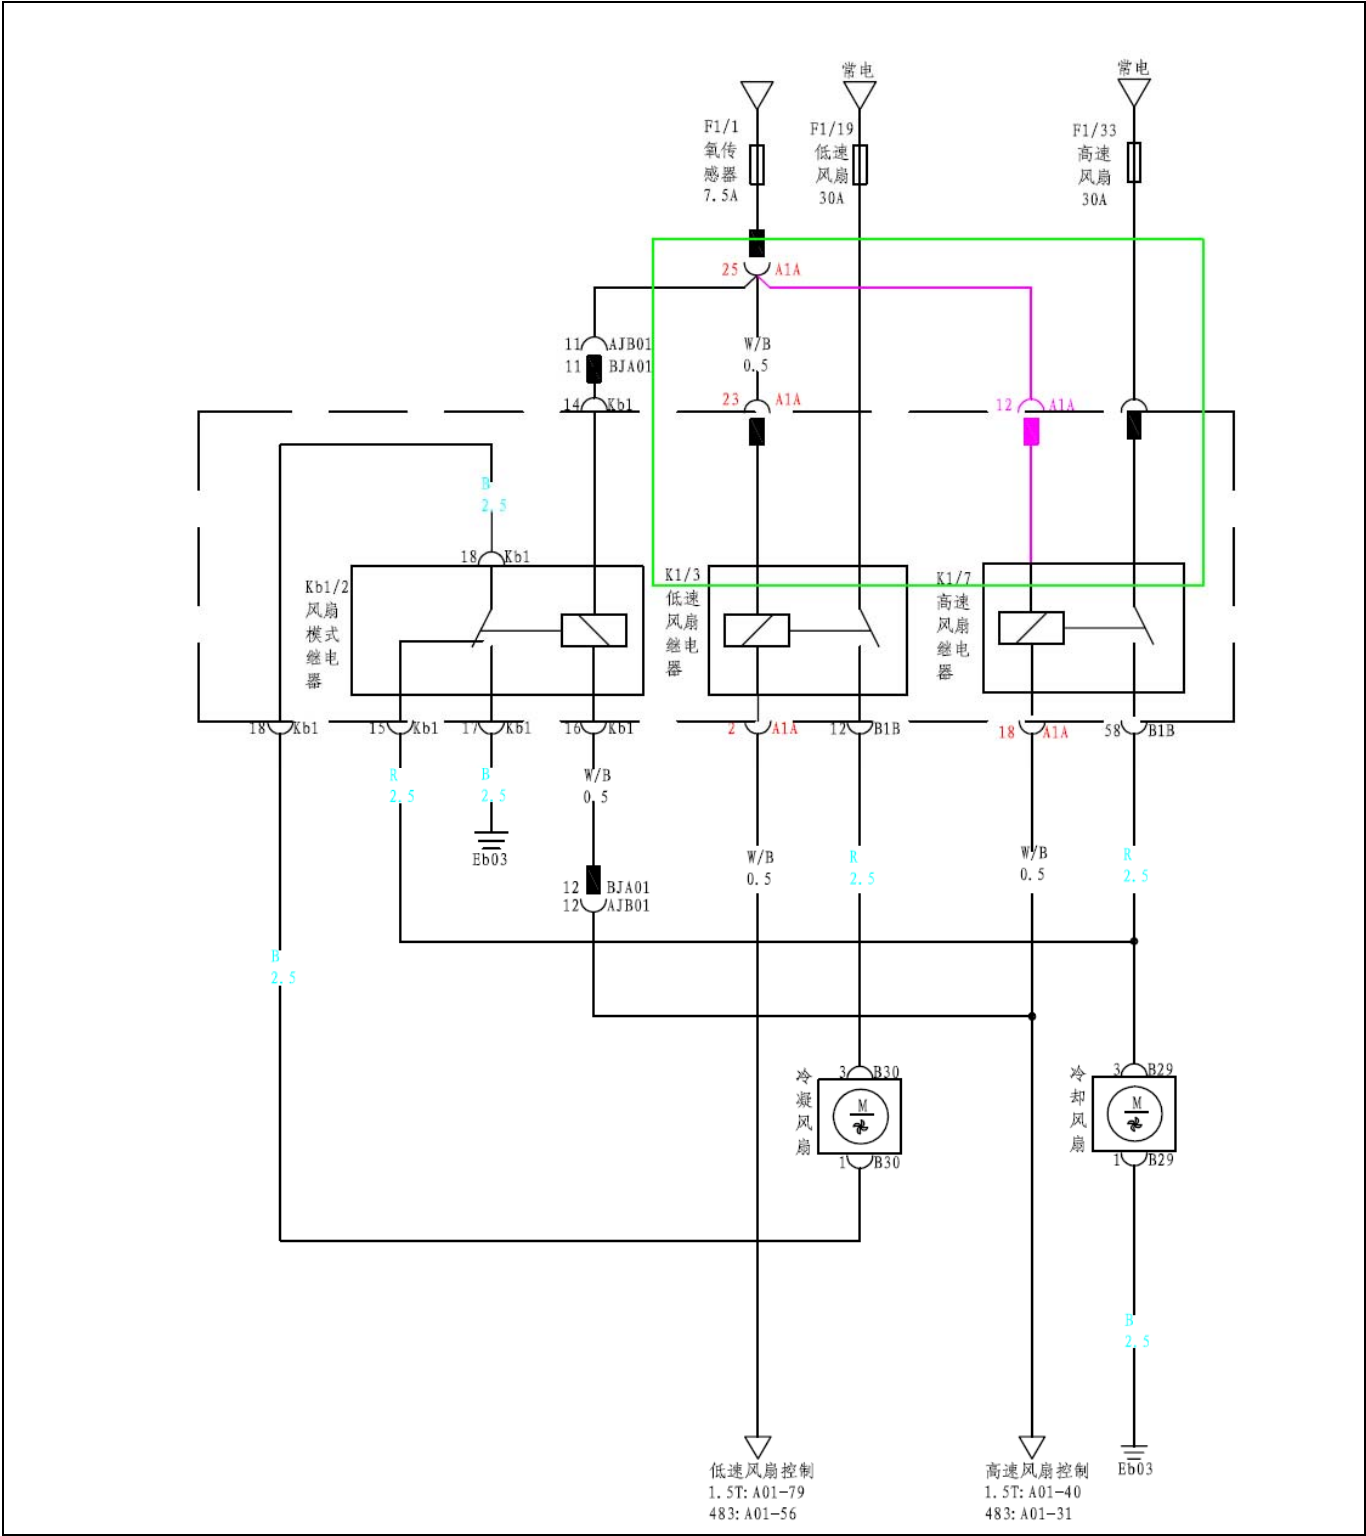 常电
常电
F1/1
氧传
感器
7.5A
F1/19
低速
风扇
30A
F1/33
高速
风扇
30A
25 A1A
11 AJB01
11 BJA01
W/B
0.5
14 Kb1
23 A1A
12 A1A
B
2.5
18 Kb1
Kb1/2
风扇
模式
继电
器
K1/3
低速
风扇
继电
器
K1/7
高速
风扇
继电
器
18 Kb1
15 Kb1
17 Kb1
16 Kb1
2 A1A
12 B1B
18 A1A
58 B1B
R
2.5
B
2.5
W/B
0.5
Eb03
W/B
0.5
R
2.5
W/B
0.5
R
2.5
12 BJA01
12 AJB01
B
2.5
冷凝风扇
3 B30
M
1 B30
冷却风扇
3 B29
M
1 B29
B
2.5
低速风扇控制
1.5T:A01-79
483:A01-56
高速风扇控制
1.5T:A01-40
483:A01-31
Eb03